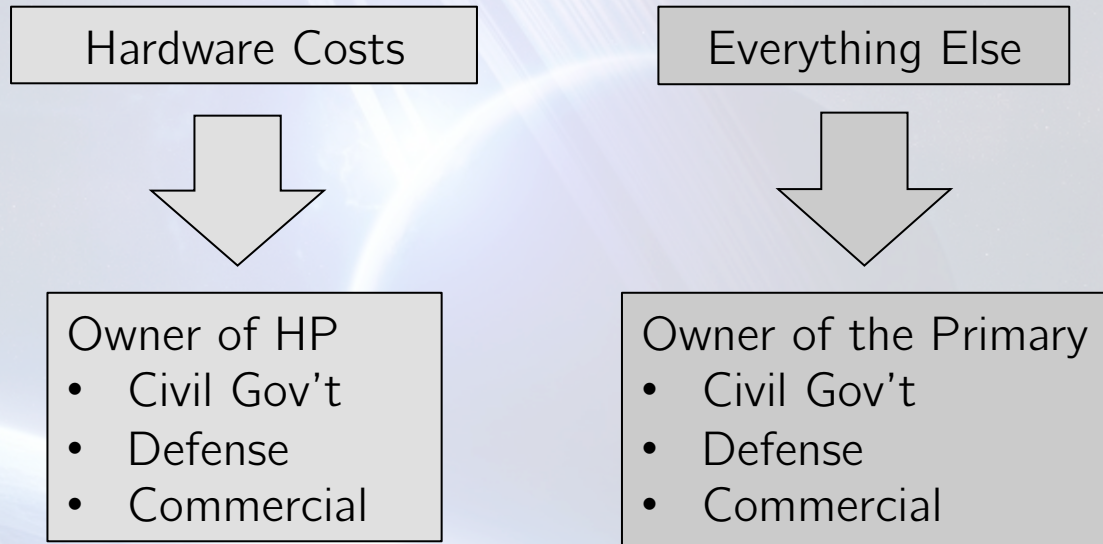 Hardware Costs
Everything Else
Owner of HP
• Civil Gov’t
• Defense
• Commercial
Owner of the Primary
• Civil Gov’t
• Defense
• Commercial